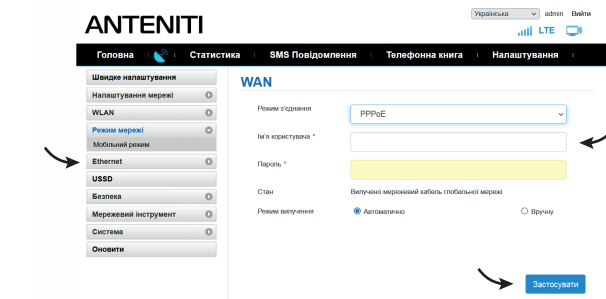 Українська admin Вийти
ANTENITI
LTE
Головна Статистика SMS Повідомлення Телефонна книга Налаштування
Швидке налаштування
Налаштування мережі
WLAN
Режим мережі
Мобільний режим
Ethernet
USSD
Безпека
Мережевий інструмент
Система
Оновити
WAN
Режим з'єднання PPPoE
Ім'я користувача *
Пароль *
Стан Вилучено мережевий кабель глобальної мережі
Режим вилучення Автоматично Вручну
Застосувати